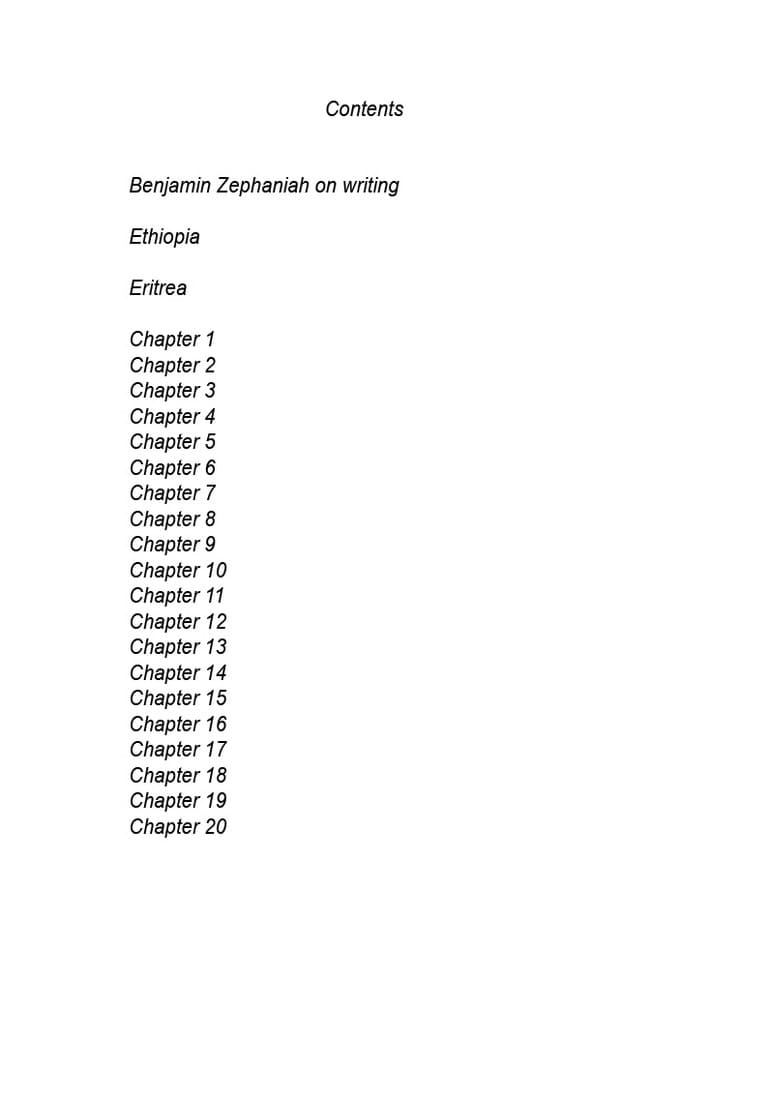 Contents
Benjamin Zephaniah on writing
Ethiopia
Eritrea
Chapter 1
Chapter 2
Chapter 3
Chapter 4
Chapter 5
Chapter 6
Chapter 7
Chapter 8
Chapter 9
Chapter 10
Chapter 11
Chapter 12
Chapter 13
Chapter 14
Chapter 15
Chapter 16
Chapter 17
Chapter 18
Chapter 19
Chapter 20